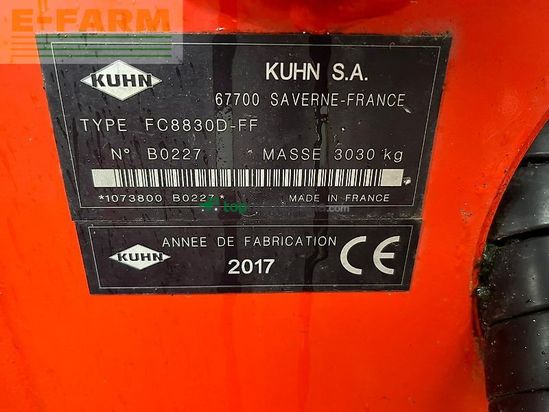 E-FARM
KUHN
KUHN S.A.
67700 SAVERNE-FRANCE
TYPE FC8830D-FF
N° B0227 MASSE 3030 kg
*1073800 B0227* MADE IN FRANCE
top
KUHN
ANNEE DE FABRICATION
2017
CE